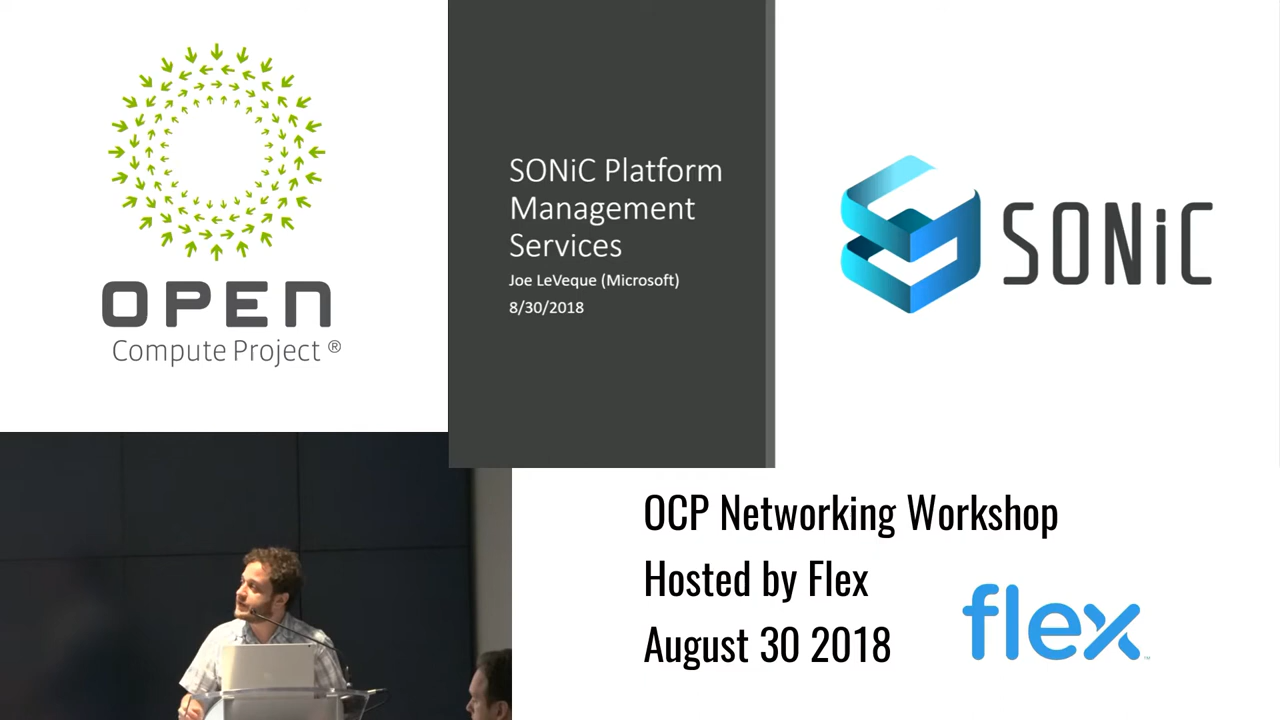 OPEN
Compute Project ®
SONiC Platform
Management
Services
Joe LeVeque (Microsoft)
8/30/2018
SONiC
OCP Networking Workshop
Hosted by Flex
August 30 2018
flex